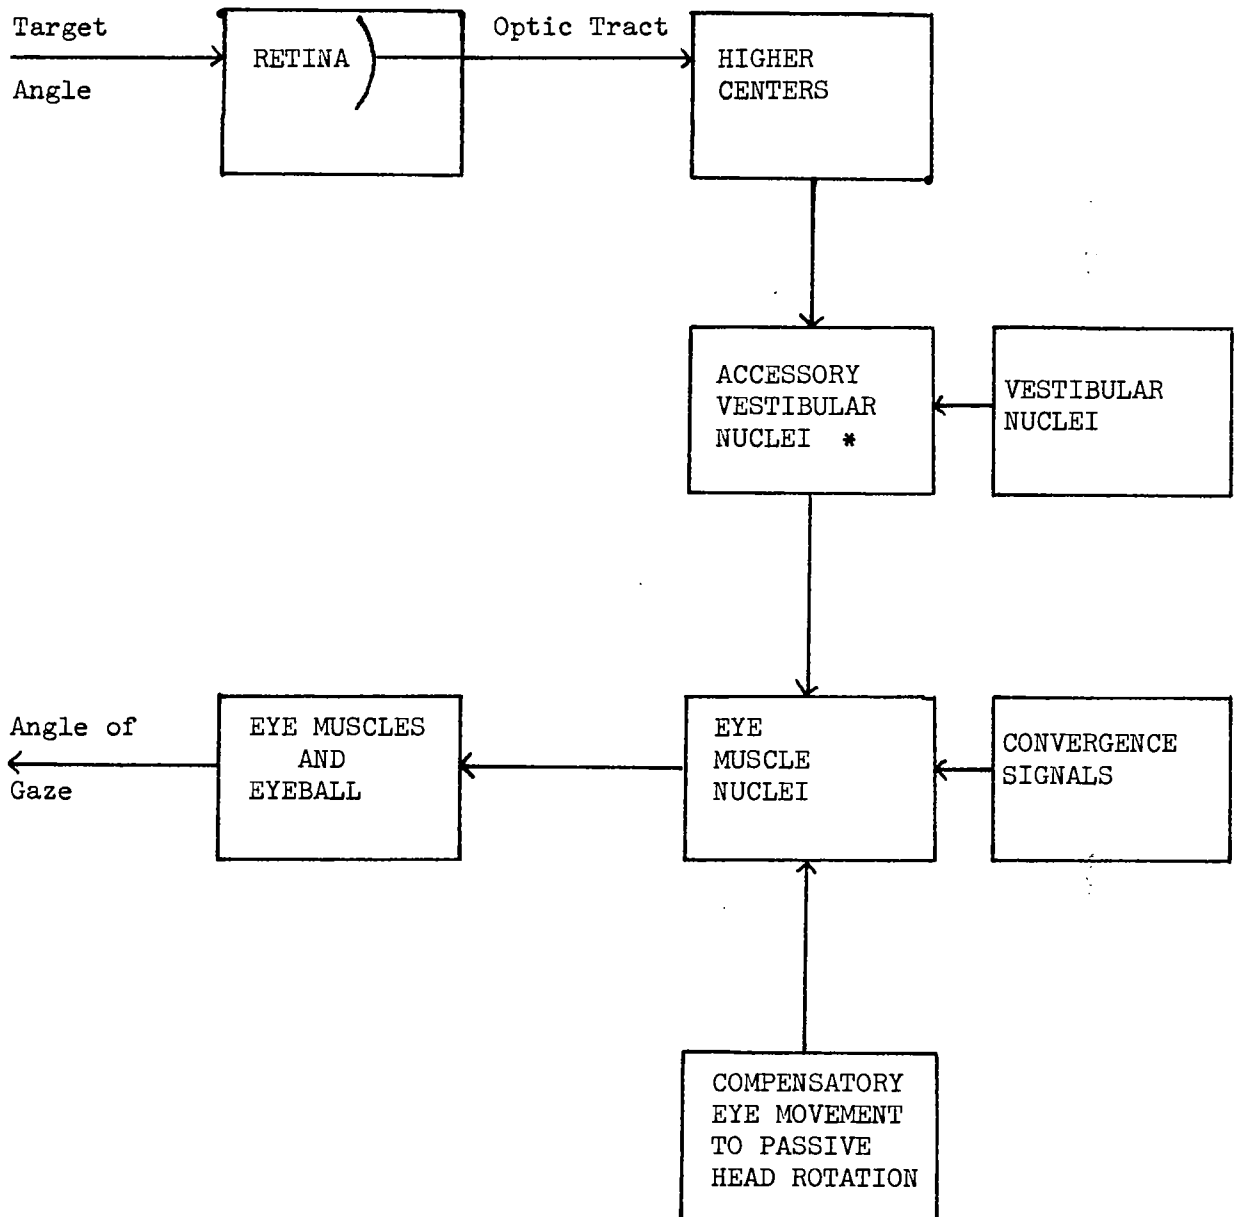 Target
Angle
RETINA
Optic Tract
HIGHER
CENTERS
ACCESSORY
VESTIBULAR
NUCLEI *
VESTIBULAR
NUCLEI
Angle of
Gaze
EYE MUSCLES
AND
EYEBALL
EYE
MUSCLE
NUCLEI
CONVERGENCE
SIGNALS
COMPENSATORY
EYE MOVEMENT
TO PASSIVE
HEAD ROTATION